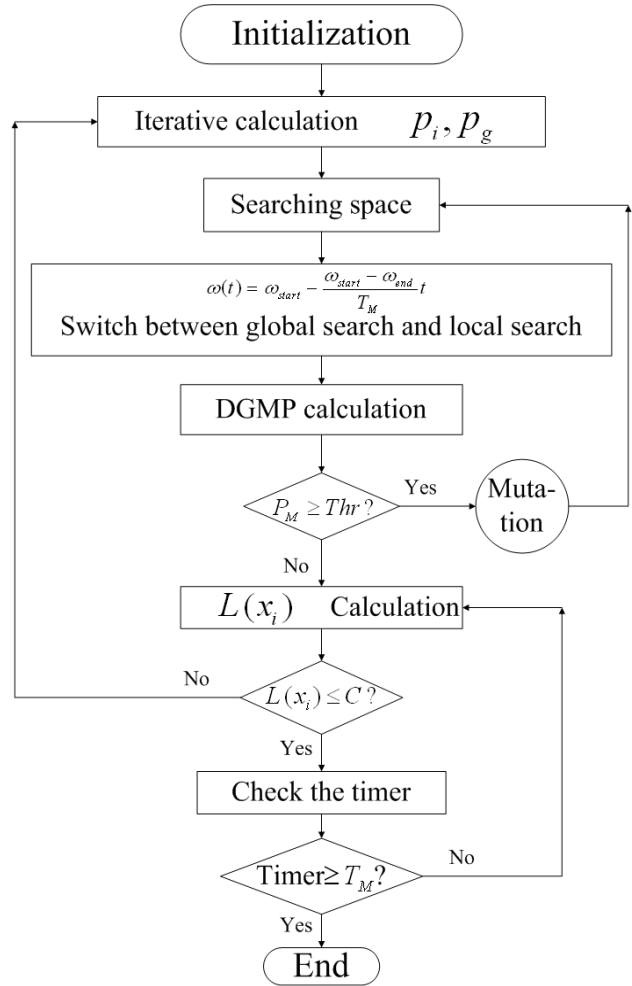 Initialization
Iterative calculation p_i, p_g
Searching space
ω(t) = ω_start − (ω_start − ω_end)/T_M t
Switch between global search and local search
DGMP calculation
P_M ≥ Thr ?
Yes
Muta-
tion
No
L(x_i) Calculation
L(x_i) ≤ C ?
No
Yes
Check the timer
Timer≥ T_M?
No
Yes
End